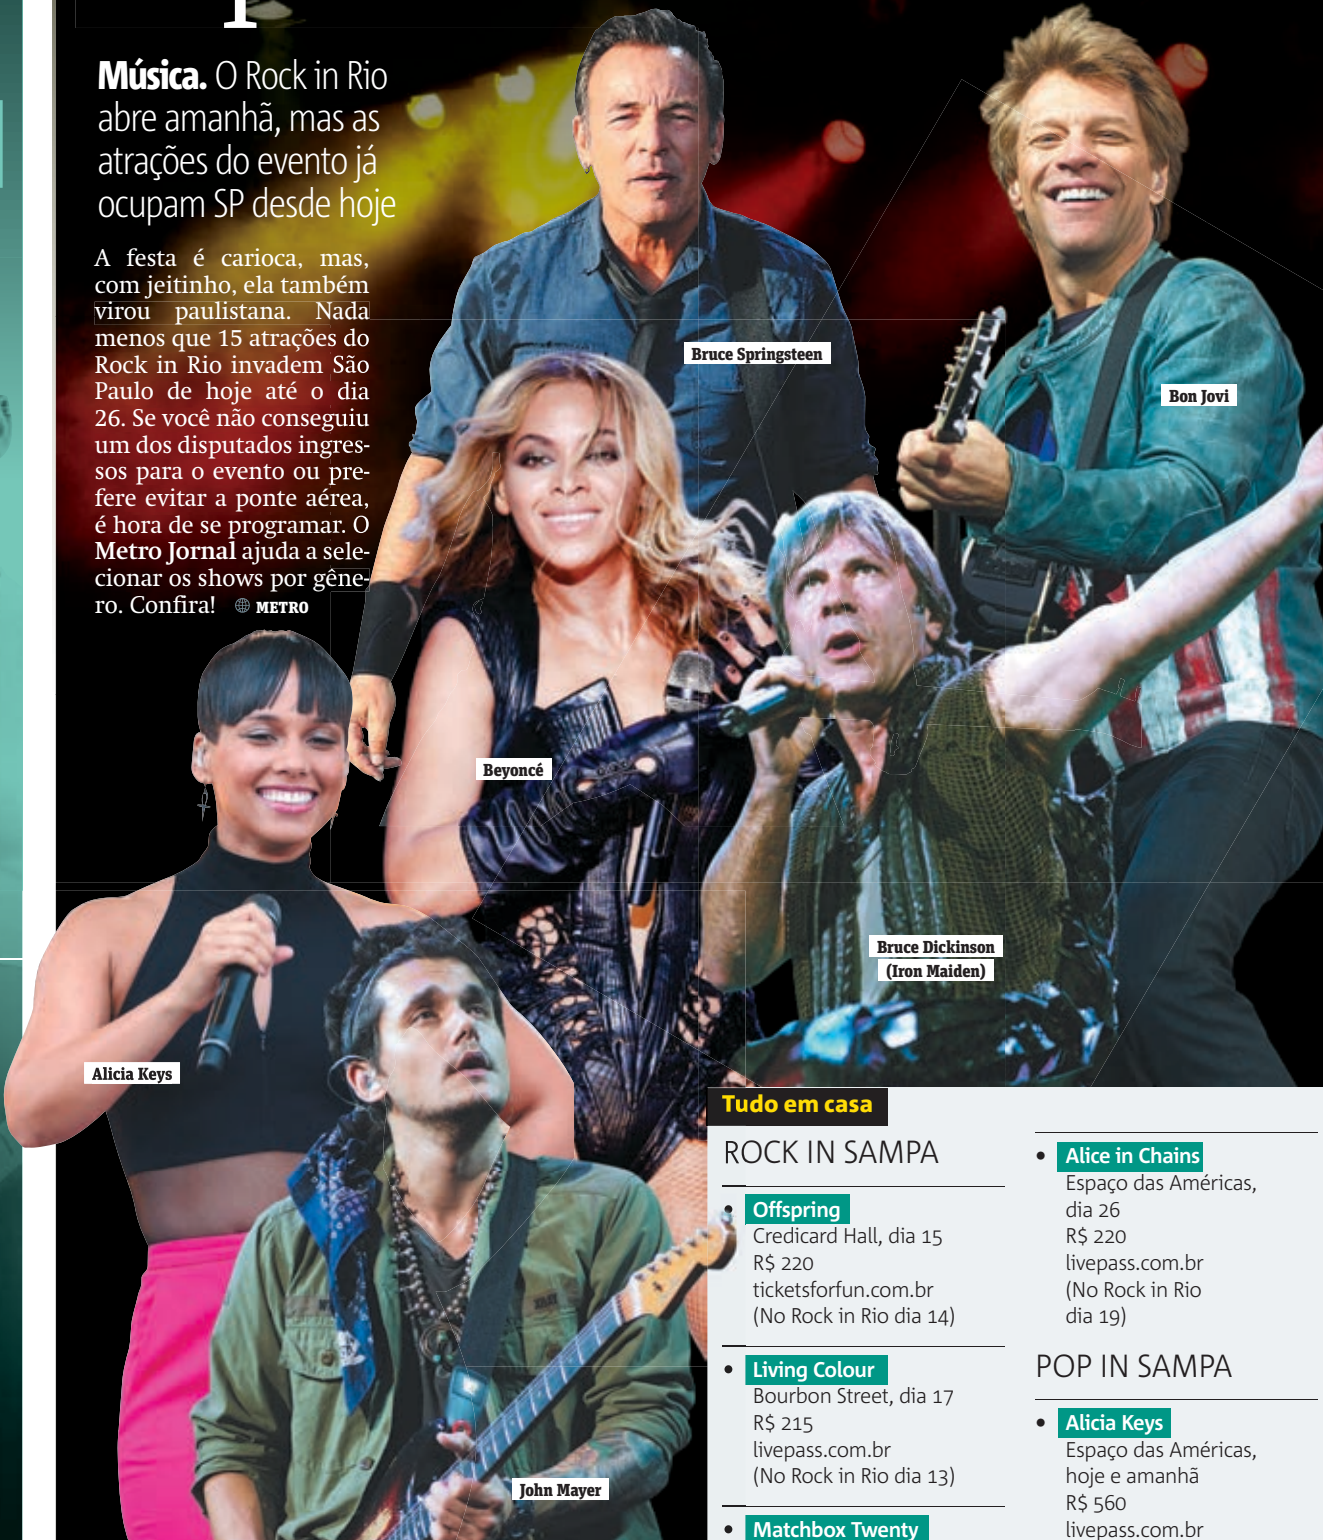 Música. O Rock in Rio
abre amanhã, mas as
atrações do evento já
ocupam SP desde hoje
A festa é carioca, mas,
com jeitinho, ela também
virou paulistana. Nada
menos que 15 atrações do
Rock in Rio invadem São
Paulo de hoje até o dia
26. Se você não conseguiu
um dos disputados ingres-
sos para o evento ou pre-
fere evitar a ponte aérea,
é hora de se programar. O
Metro Jornal ajuda a sele-
cionar os shows por gêne-
ro. Confira! METRO
Bruce Springsteen
Bon Jovi
Beyoncé
Bruce Dickinson
(Iron Maiden)
Alicia Keys
John Mayer
Tudo em casa
ROCK IN SAMPA
• Offspring
Credicard Hall, dia 15
R$ 220
ticketsforfun.com.br
(No Rock in Rio dia 14)
• Living Colour
Bourbon Street, dia 17
R$ 215
livepass.com.br
(No Rock in Rio dia 13)
• Matchbox Twenty
• Alice in Chains
Espaço das Américas,
dia 26
R$ 220
livepass.com.br
(No Rock in Rio
dia 19)
POP IN SAMPA
• Alicia Keys
Espaço das Américas,
hoje e amanhã
R$ 560
livepass.com.br